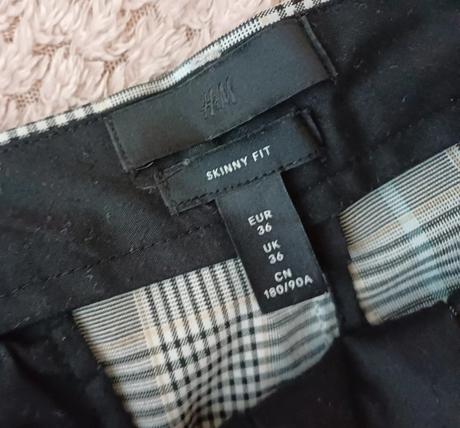 H&M
SKINNY FIT
EUR
36
UK
36
CN
180/90A